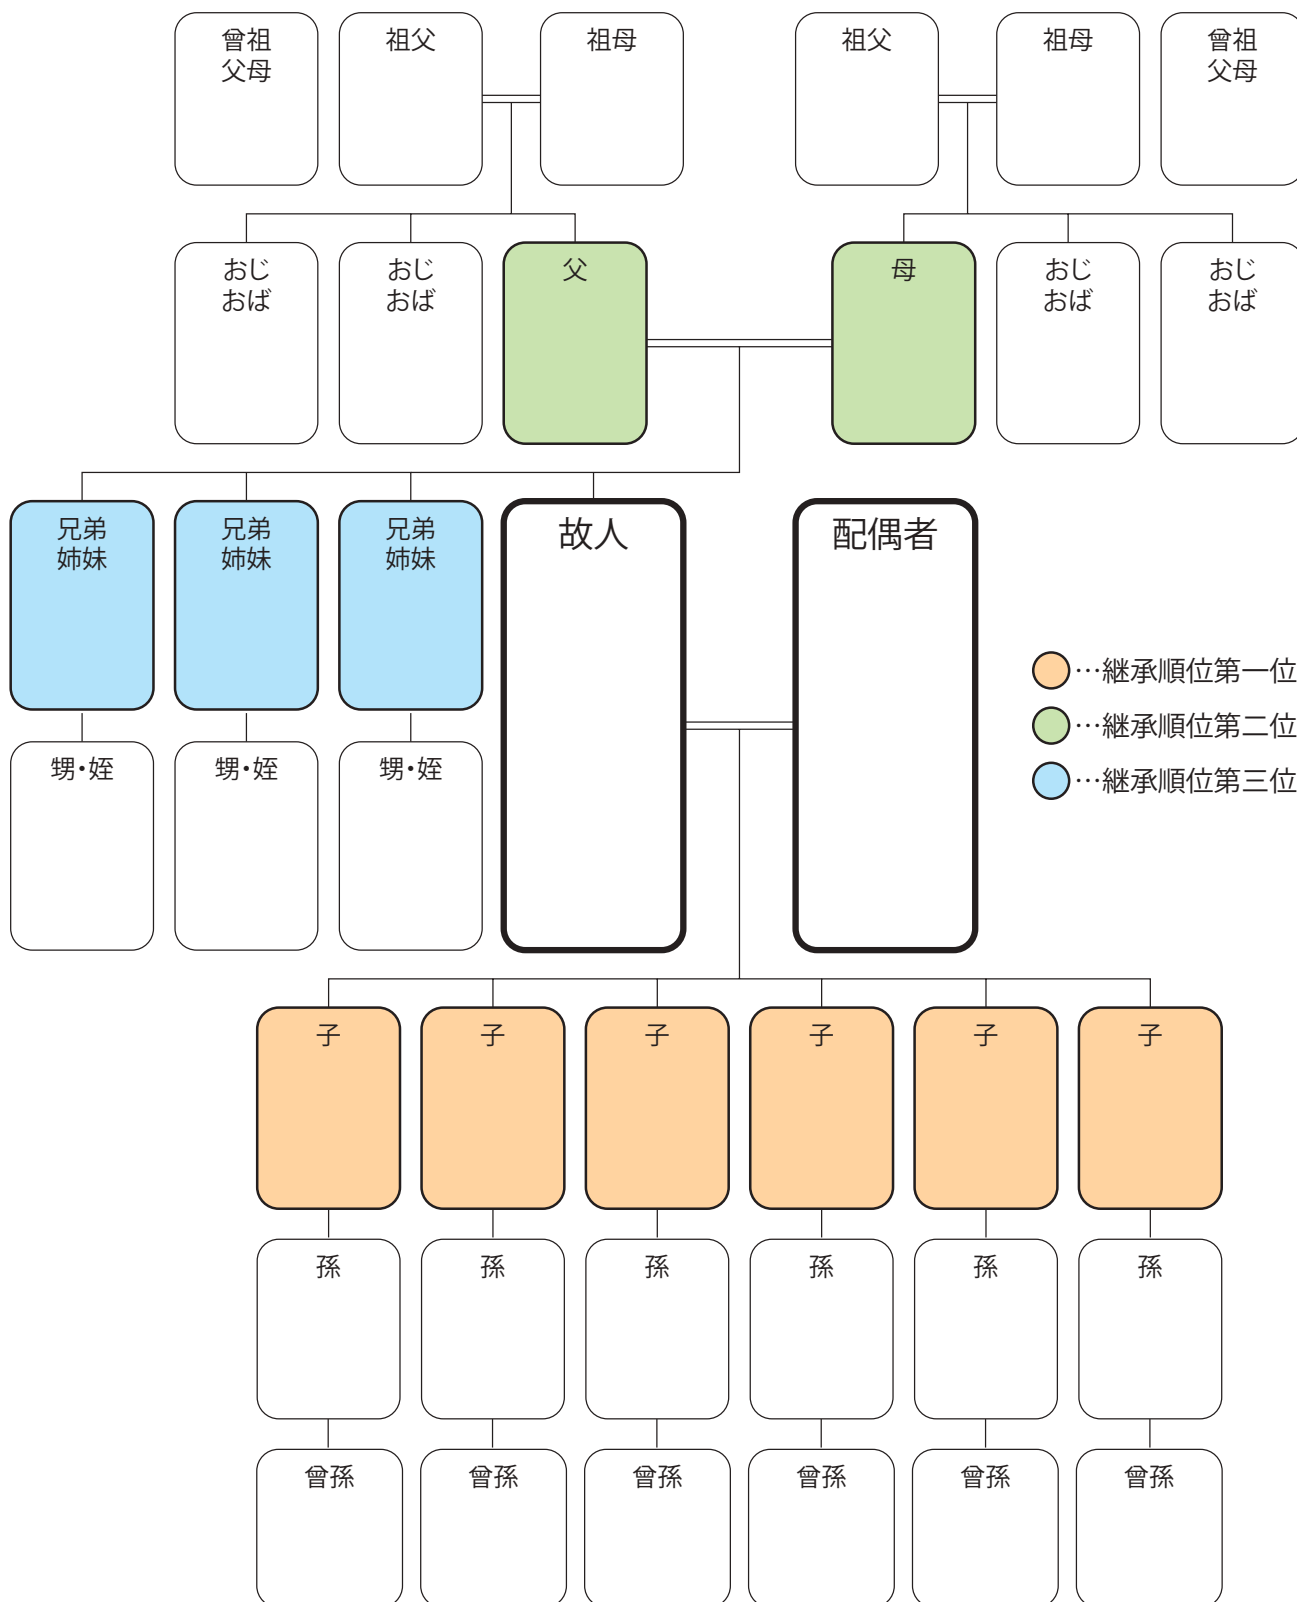 曾祖
父母
祖父
祖母
祖父
祖母
曾祖
父母
おじ
おば
おじ
おば
父
母
おじ
おば
おじ
おば
兄弟
姉妹
兄弟
姉妹
兄弟
姉妹
故人
配偶者
…継承順位第一位
…継承順位第二位
…継承順位第三位
甥・姪
甥・姪
甥・姪
子
子
子
子
子
子
孫
孫
孫
孫
孫
孫
曾孫
曾孫
曾孫
曾孫
曾孫
曾孫